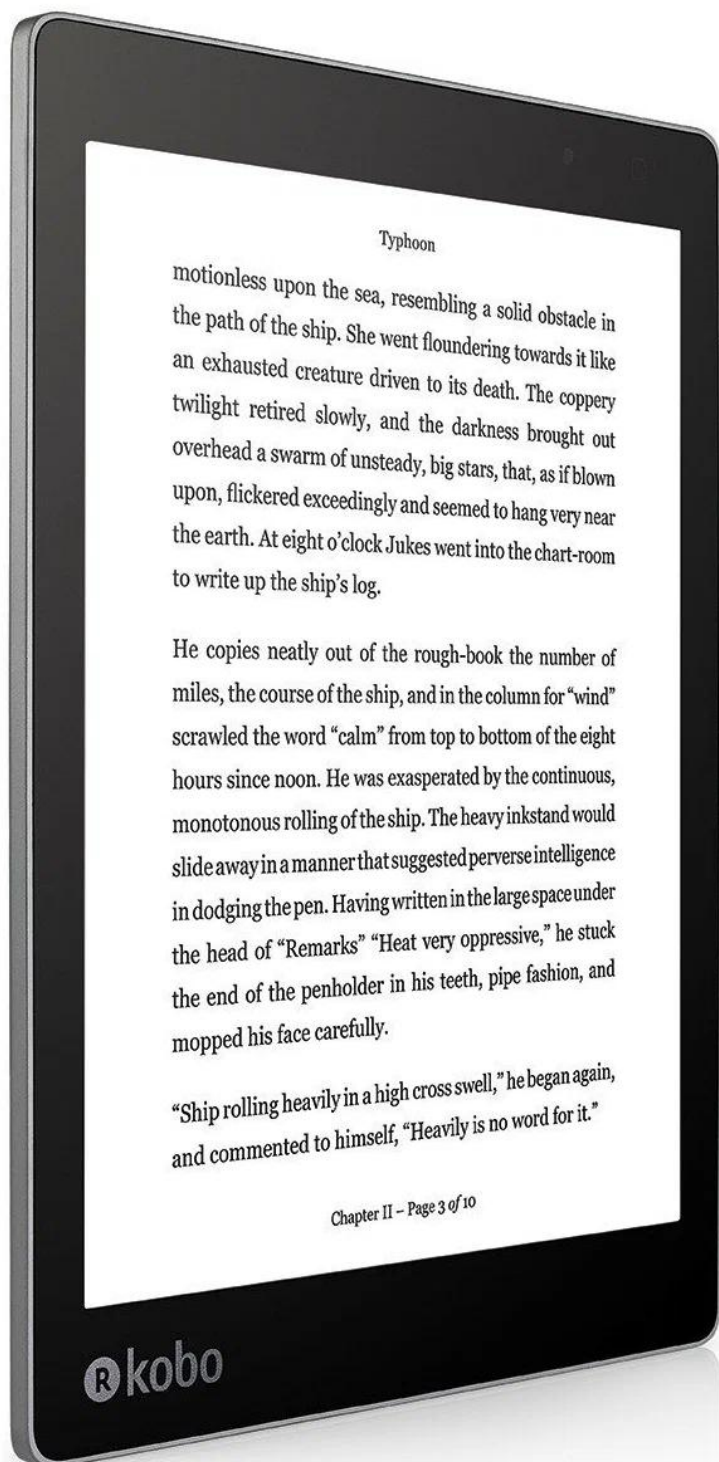 Typhoon
motionless upon the sea, resembling a solid obstacle in
the path of the ship. She went floundering towards it like
an exhausted creature driven to its death. The coppery
twilight retired slowly, and the darkness brought out
overhead a swarm of unsteady, big stars, that, as if blown
upon, flickered exceedingly and seemed to hang very near
the earth. At eight o’clock Jukes went into the chart-room
to write up the ship’s log.
He copies neatly out of the rough-book the number of
miles, the course of the ship, and in the column for “wind”
scrawled the word “calm” from top to bottom of the eight
hours since noon. He was exasperated by the continuous,
monotonous rolling of the ship. The heavy inkstand would
slide away in a manner that suggested perverse intelligence
in dodging the pen. Having written in the large space under
the head of “Remarks” “Heat very oppressive,” he stuck
the end of the penholder in his teeth, pipe fashion, and
mopped his face carefully.
“Ship rolling heavily in a high cross swell,” he began again,
and commented to himself, “Heavily is no word for it.”
Chapter II – Page 3 of 10
R kobo